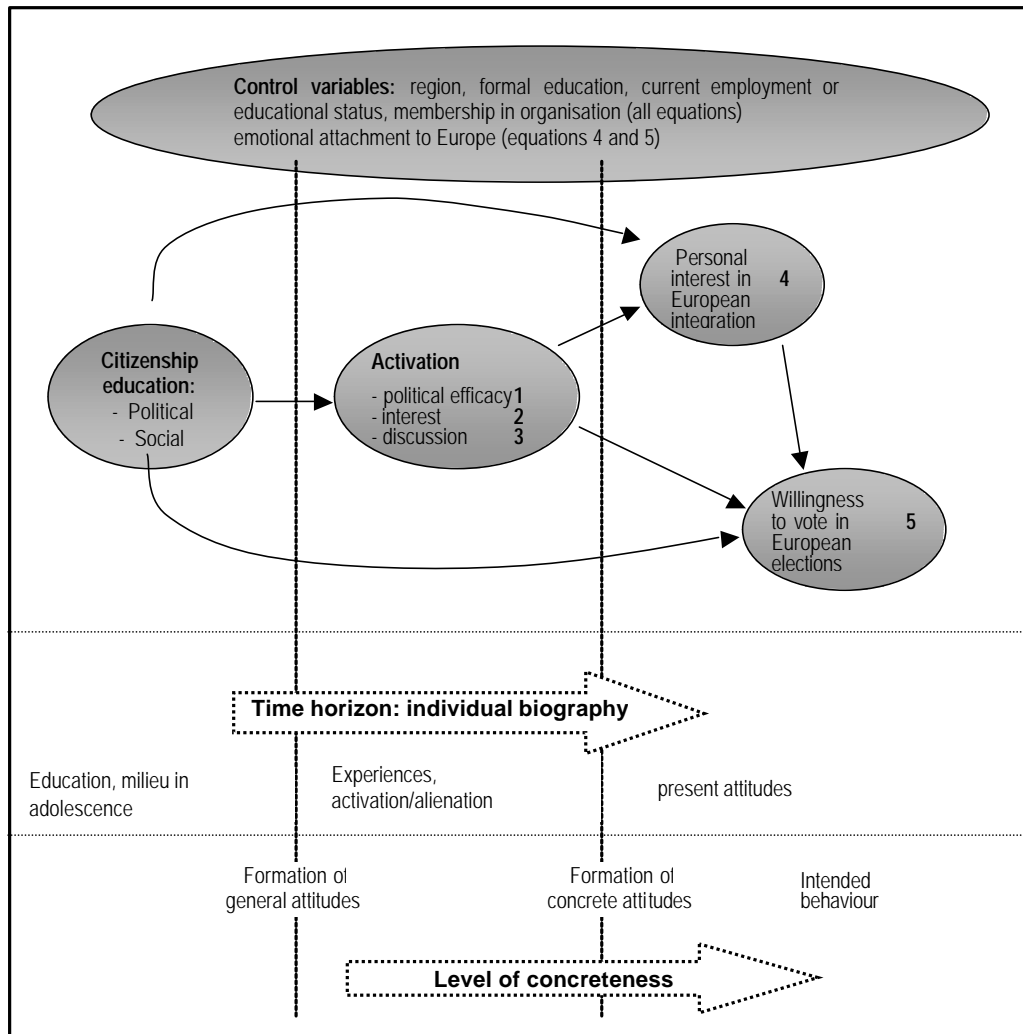 Control variables: region, formal education, current employment or
educational status, membership in organisation (all equations)
emotional attachment to Europe (equations 4 and 5)
Personal
interest in 4
European
integration
Citizenship
education:
- Political
- Social
Activation
- political efficacy 1
- interest 2
- discussion 3
Willingness
to vote in 5
European
elections
Time horizon: individual biography
Education, milieu in
adolescence
Experiences,
activation/alienation
present attitudes
Formation of
general attitudes
Formation of
concrete attitudes
Intended
behaviour
Level of concreteness